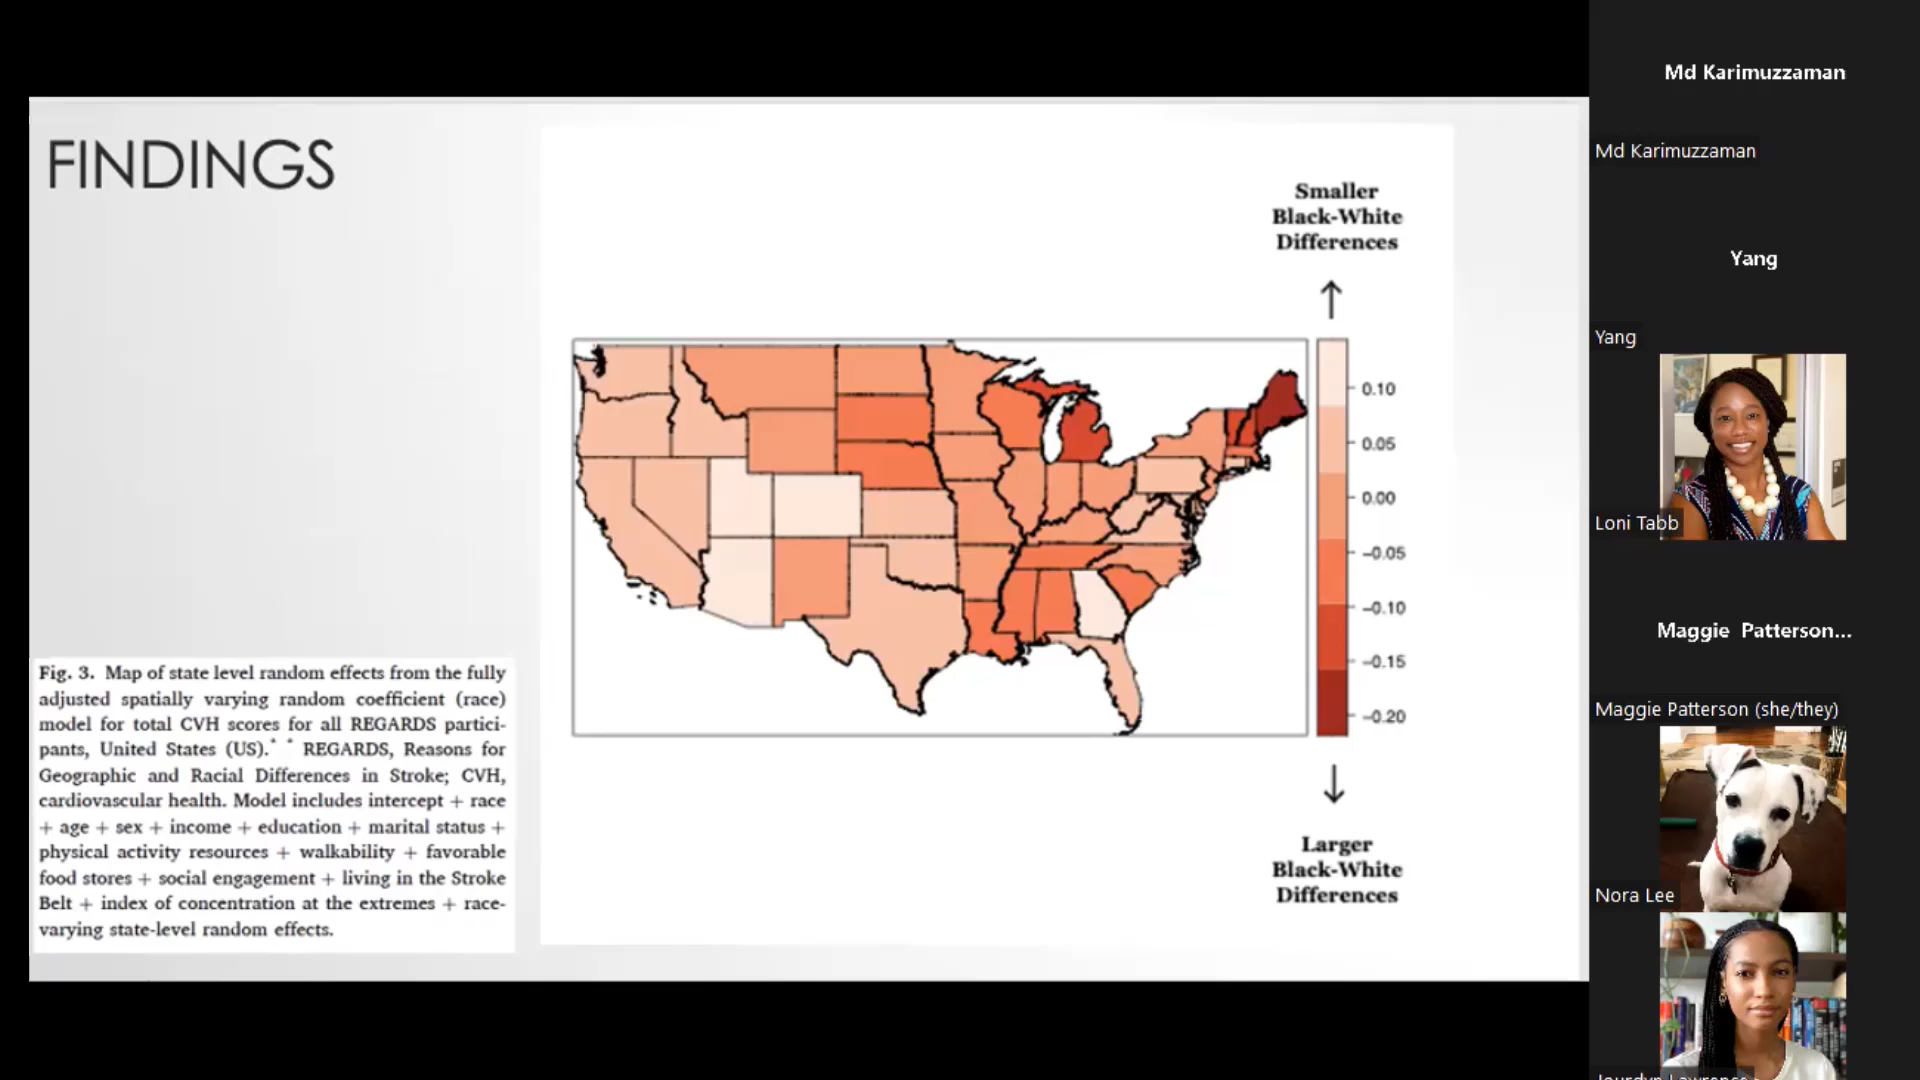 FINDINGS
Smaller
Black-White
Differences
0.10
0.05
0.00
−0.05
−0.10
−0.15
−0.20
Larger
Black-White
Differences
Fig. 3. Map of state level random effects from the fully
adjusted spatially varying random coefficient (race)
model for total CVH scores for all REGARDS partici-
pants, United States (US).* * REGARDS, Reasons for
Geographic and Racial Differences in Stroke; CVH,
cardiovascular health. Model includes intercept + race
+ age + sex + income + education + marital status +
physical activity resources + walkability + favorable
food stores + social engagement + living in the Stroke
Belt + index of concentration at the extremes + race-
varying state-level random effects.
Md Karimuzzaman
Md Karimuzzaman
Yang
Yang
Loni Tabb
Maggie Patterson...
Maggie Patterson (she/they)
Nora Lee